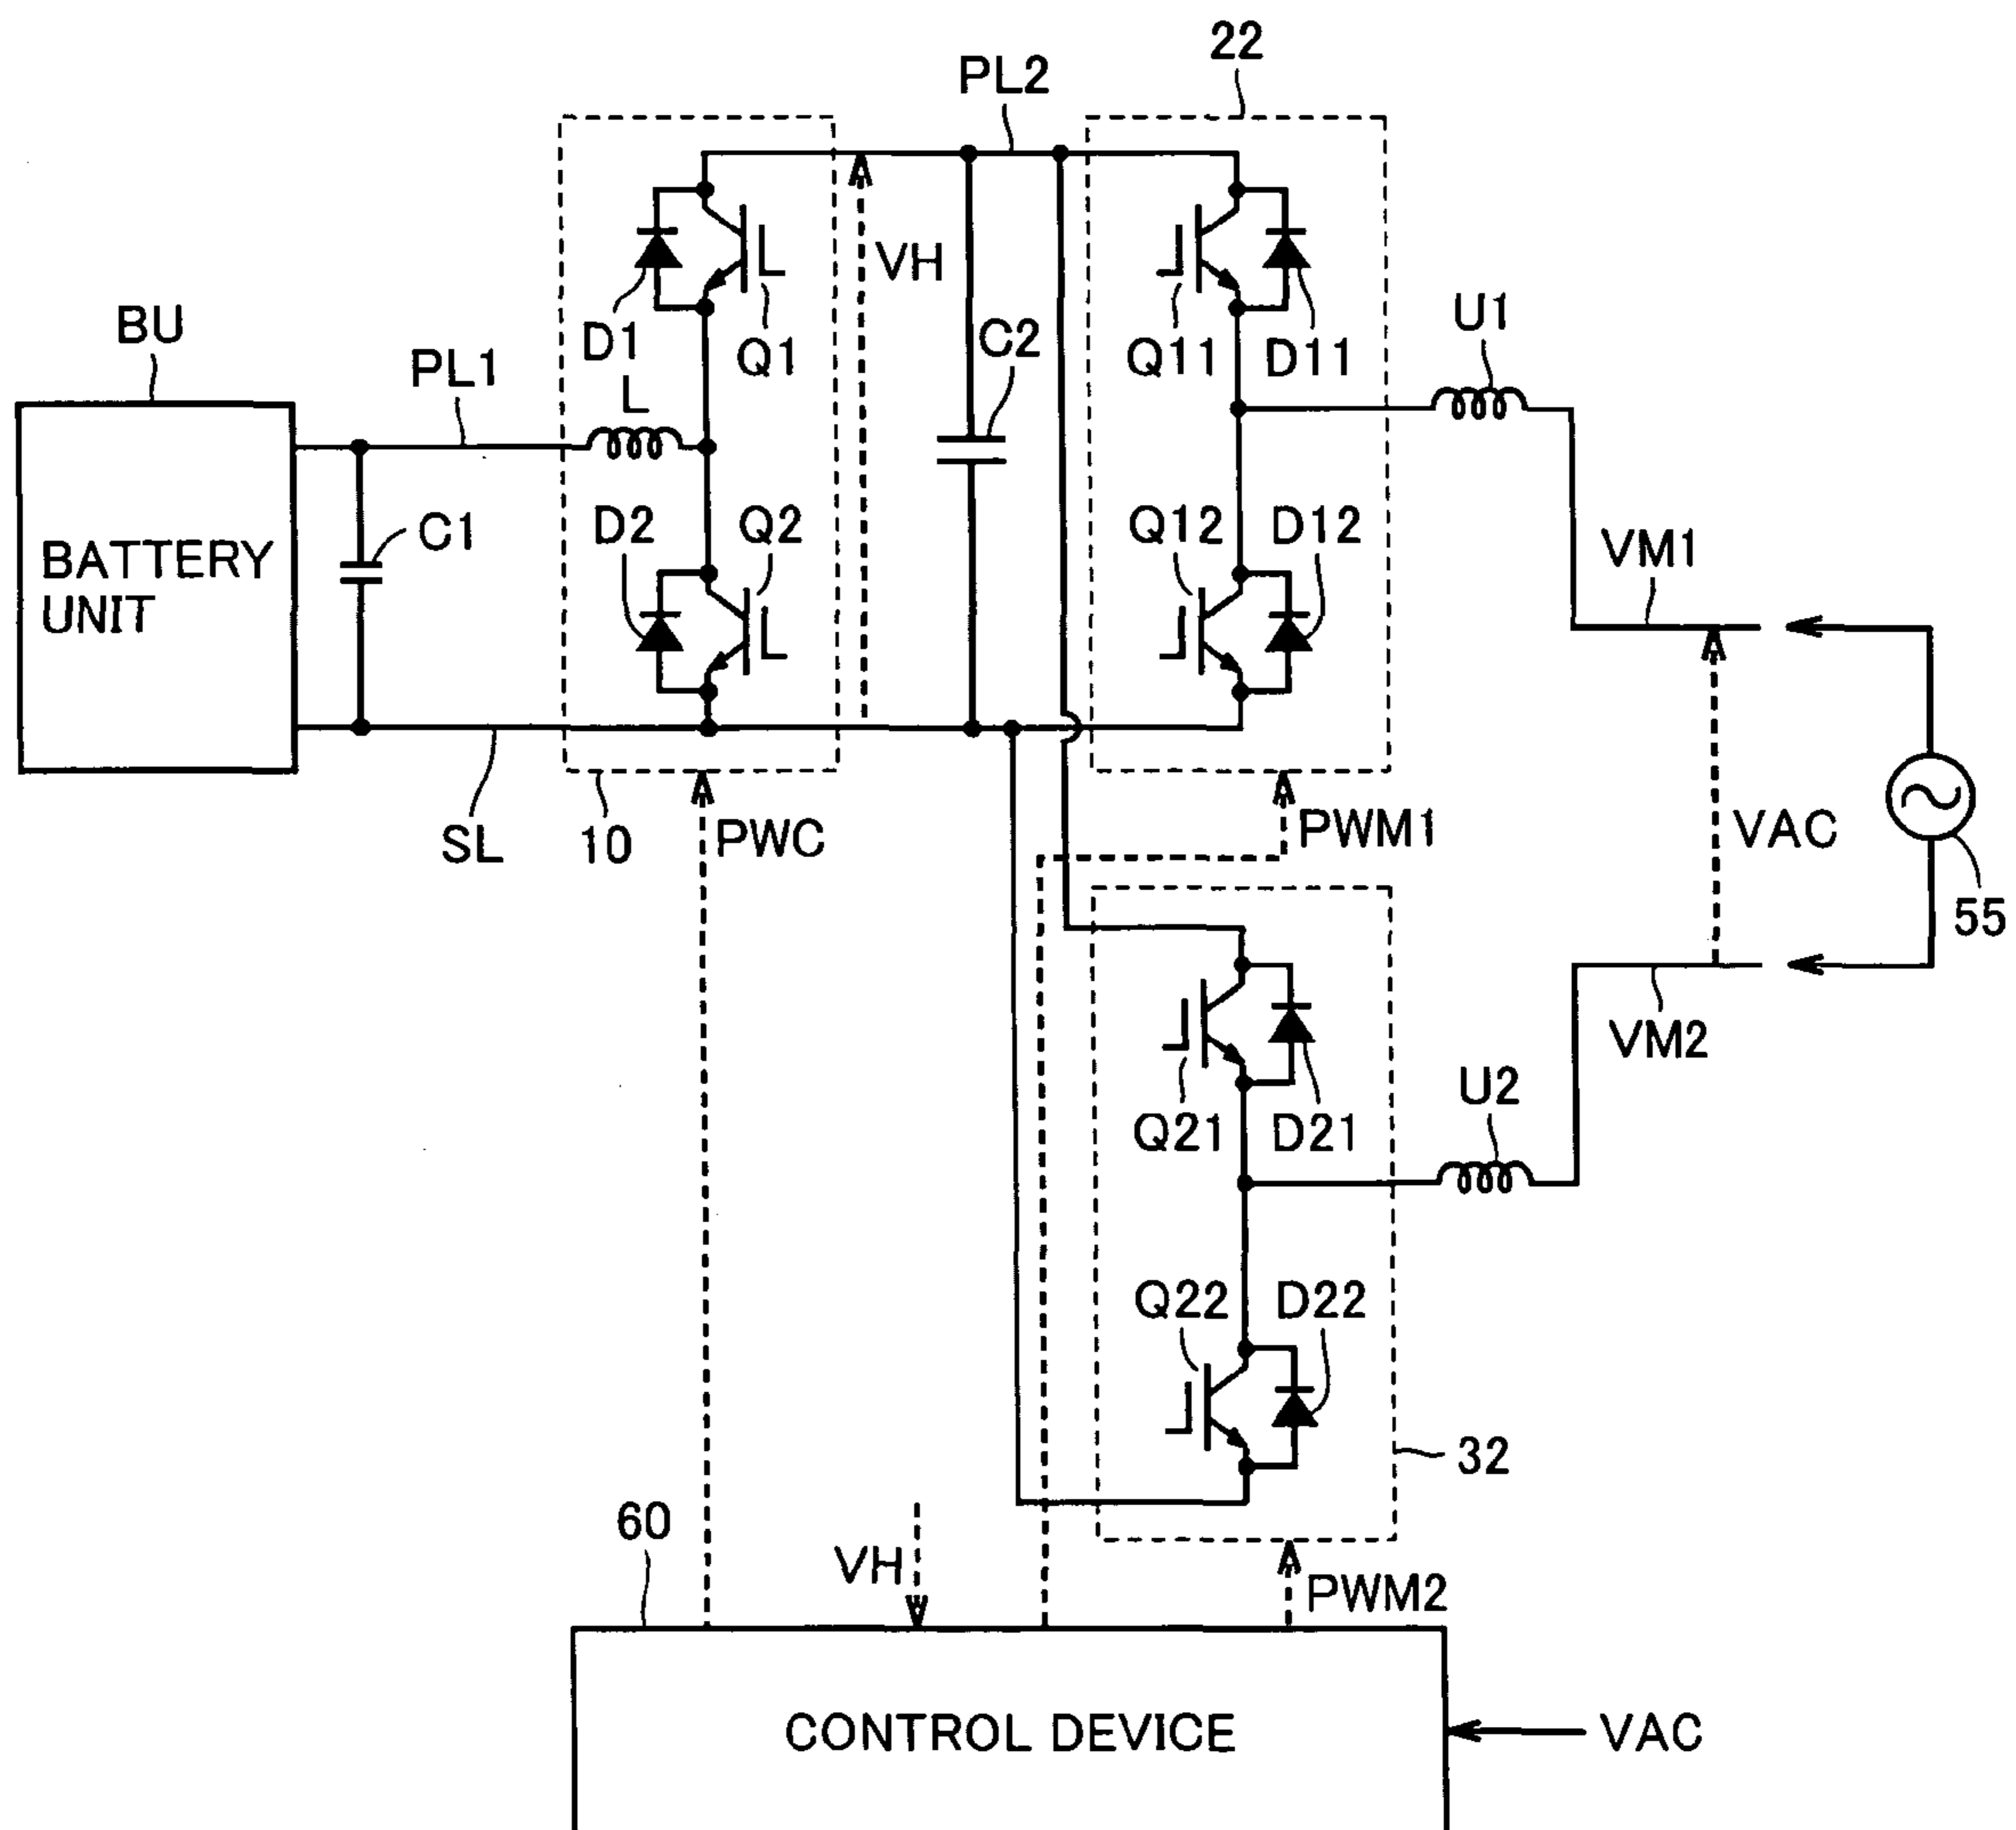 22
PL2
VH
BU
PL1
D1
L
Q1
C2
Q11
D11
U1
BATTERY
UNIT
C1
D2
Q2
Q12
D12
VM1
SL
10
PWC
PWM1
VAC
55
VM2
Q21
D21
U2
Q22
D22
32
60
VH
PWM2
CONTROL DEVICE
VAC